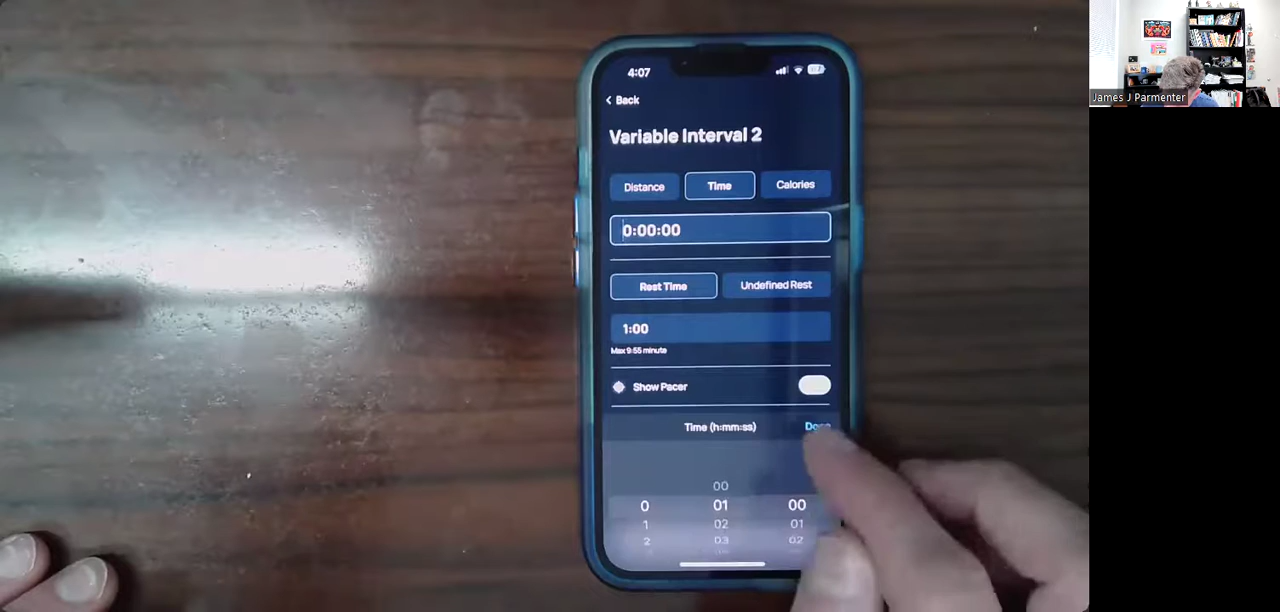 4:07
Back
Variable Interval 2
Distance Time Calories
0:00:00
Rest Time Undefined Rest
1:00
Max 9:55 minute
Show Pacer
Time (h:mm:ss) Done
00
0 01 00
1 02 01
2 03 02
James J Parmenter